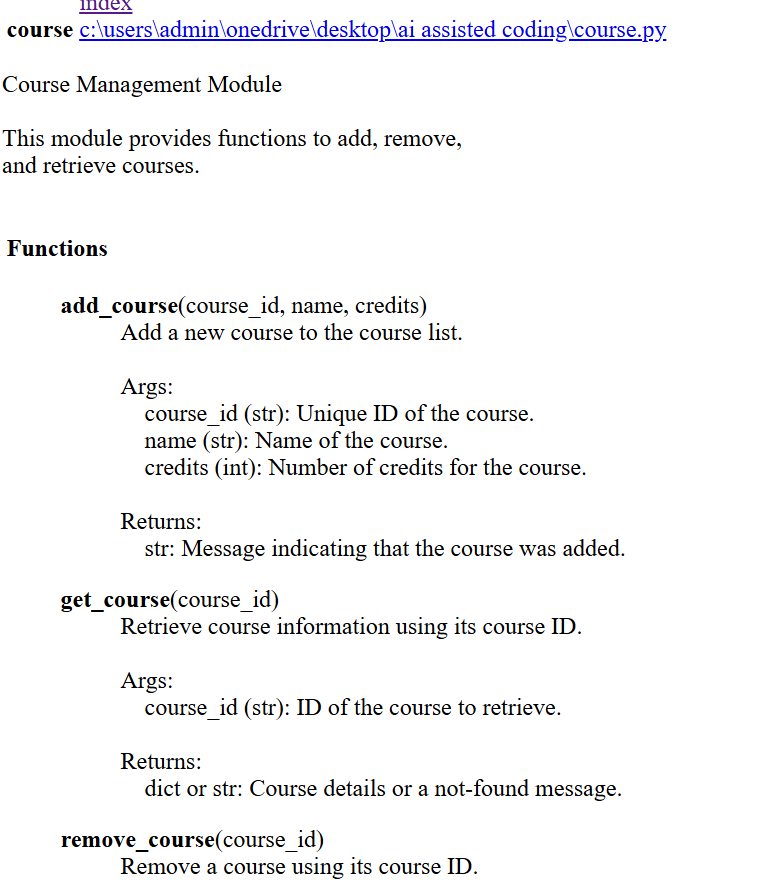 index
course c:\users\admin\onedrive\desktop\ai assisted coding\course.py
Course Management Module
This module provides functions to add, remove,
and retrieve courses.
Functions
add_course(course_id, name, credits)
Add a new course to the course list.
Args:
course_id (str): Unique ID of the course.
name (str): Name of the course.
credits (int): Number of credits for the course.
Returns:
str: Message indicating that the course was added.
get_course(course_id)
Retrieve course information using its course ID.
Args:
course_id (str): ID of the course to retrieve.
Returns:
dict or str: Course details or a not-found message.
remove_course(course_id)
Remove a course using its course ID.